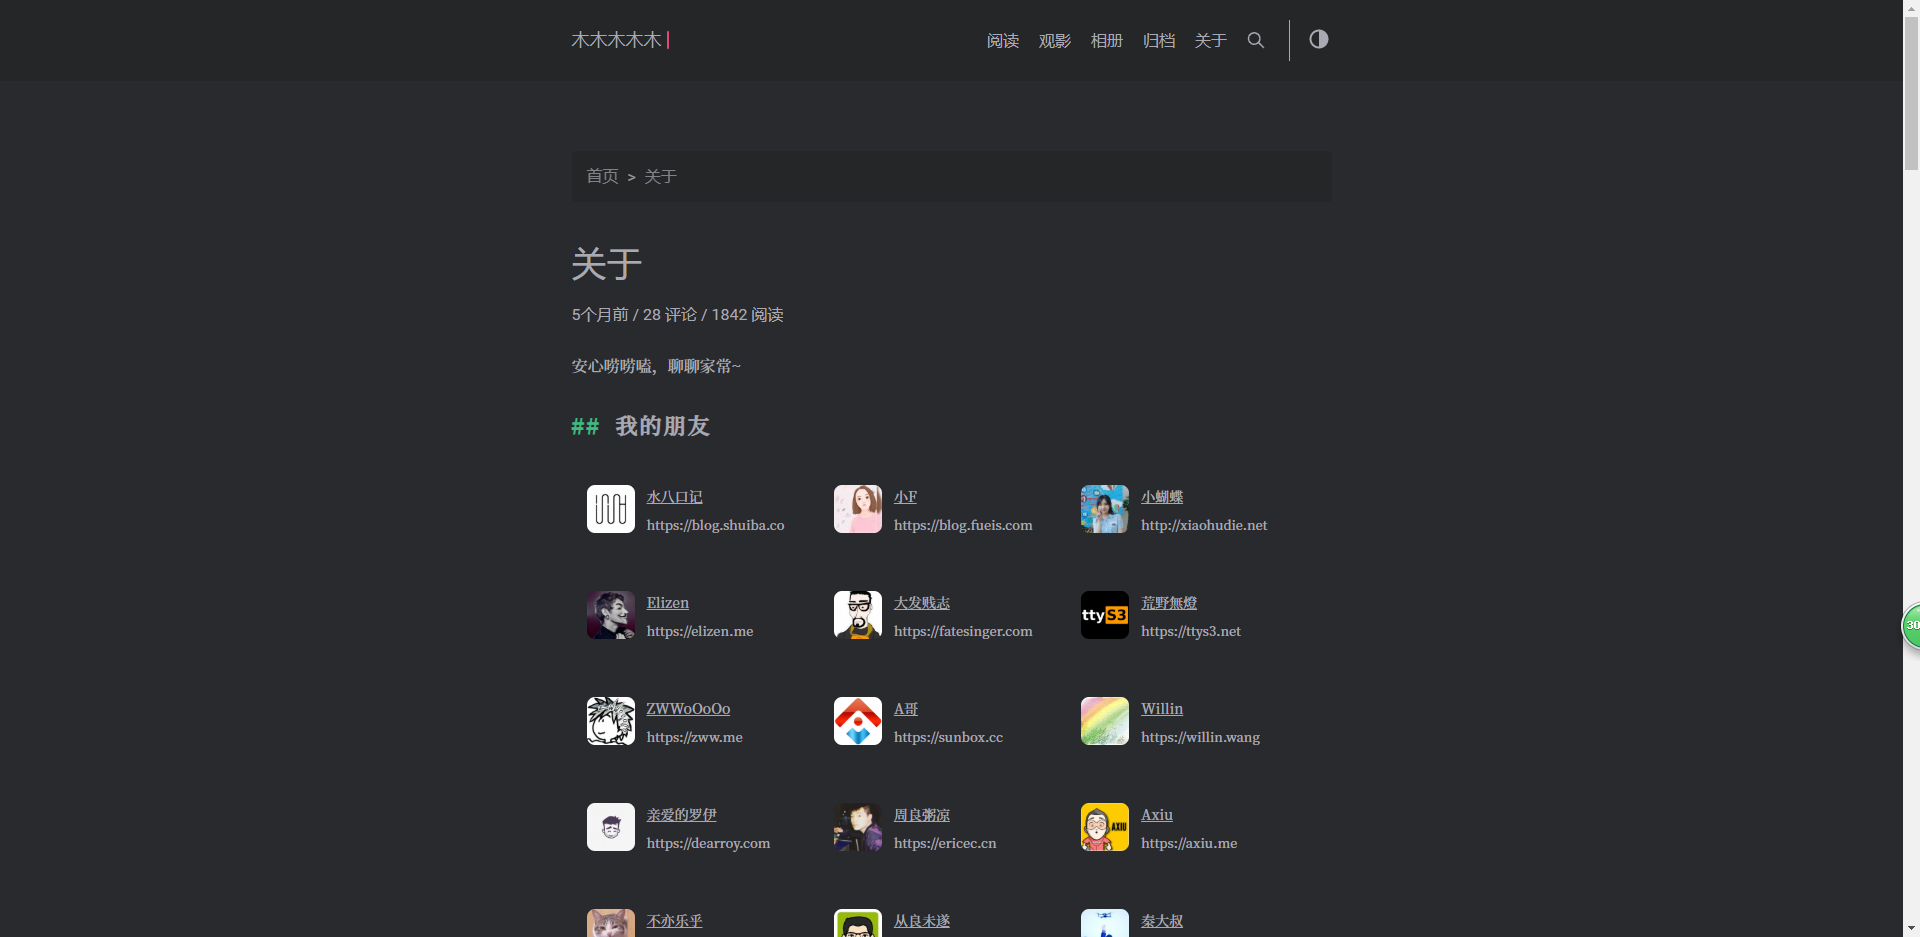 木木木木木
阅读 观影 相册 归档 关于
首页 > 关于
关于
5个月前 / 28 评论 / 1842 阅读
安心唠唠嗑，聊聊家常~
## 我的朋友
水八口记 小F 小蝴蝶
https://blog.shuiba.co https://blog.fueis.com http://xiaohudie.net
Elizen 大发贱志 荒野無燈
https://elizen.me https://fatesinger.com https://ttys3.net
ttyS3
ZWWoOoOo A哥 Willin
https://zww.me https://sunbox.cc https://willin.wang
亲爱的罗伊 周良粥凉 Axiu
https://dearroy.com https://ericec.cn https://axiu.me
AXIU
不亦乐乎 从良未遂 秦大叔
30